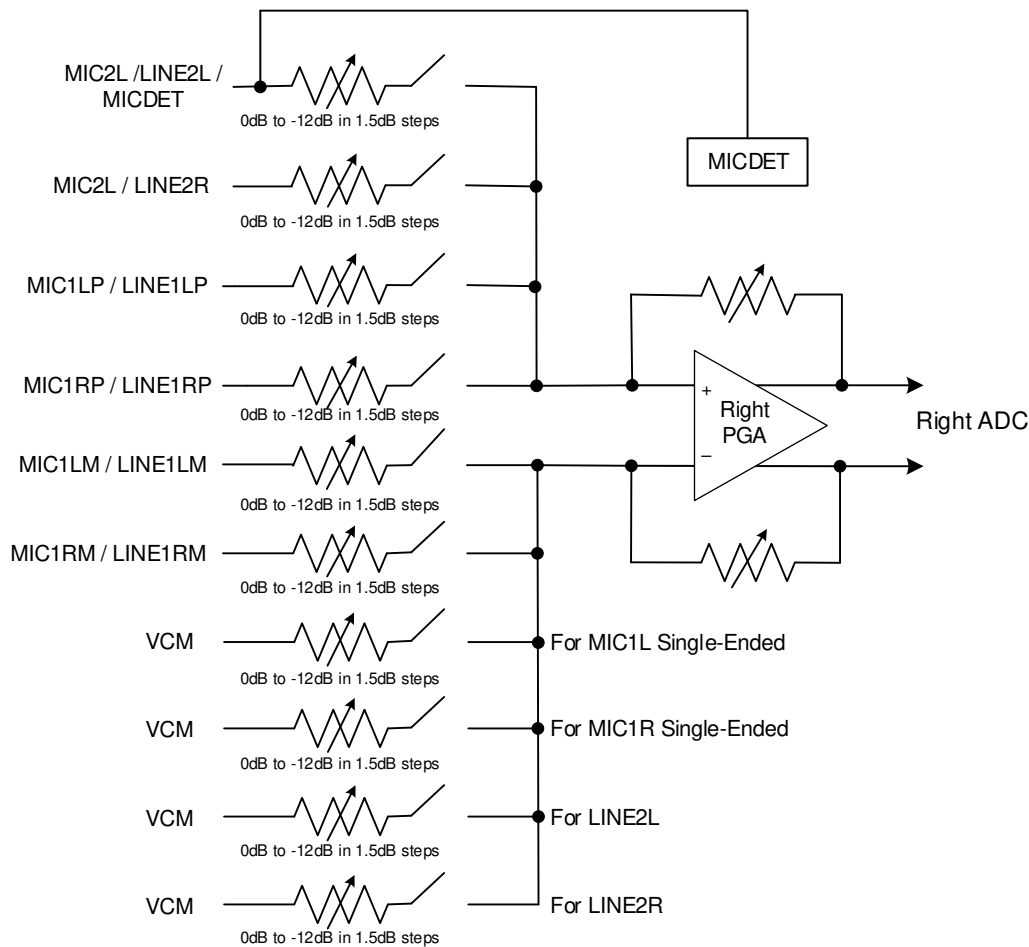 MIC2L /LINE2L /
MICDET
0dB to -12dB in 1.5dB steps
MICDET
MIC2L / LINE2R
0dB to -12dB in 1.5dB steps
MIC1LP / LINE1LP
0dB to -12dB in 1.5dB steps
MIC1RP / LINE1RP
0dB to -12dB in 1.5dB steps
+
Right
PGA
–
Right ADC
MIC1LM / LINE1LM
0dB to -12dB in 1.5dB steps
MIC1RM / LINE1RM
0dB to -12dB in 1.5dB steps
VCM
For MIC1L Single-Ended
0dB to -12dB in 1.5dB steps
VCM
For MIC1R Single-Ended
0dB to -12dB in 1.5dB steps
VCM
For LINE2L
0dB to -12dB in 1.5dB steps
VCM
For LINE2R
0dB to -12dB in 1.5dB steps